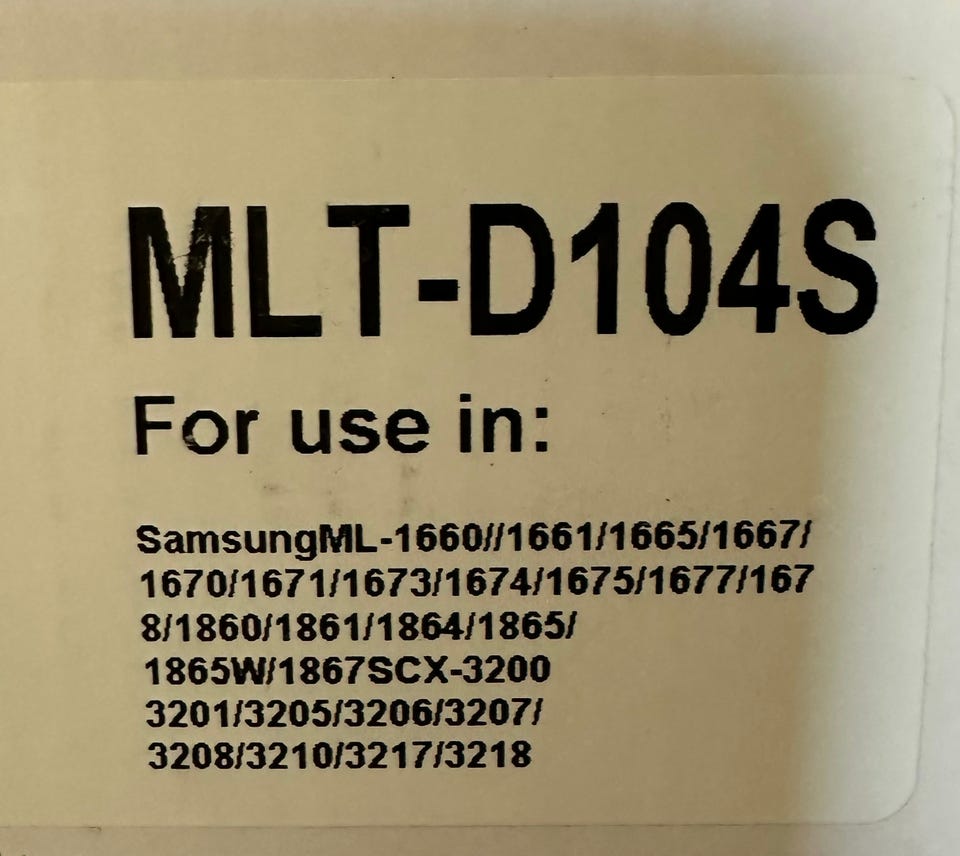 MLT-D104S
For use in:
SamsungML-1660//1661/1665/1667/
1670/1671/1673/1674/1675/1677/167
8/1860/1861/1864/1865/
1865W/1867SCX-3200
3201/3205/3206/3207/
3208/3210/3217/3218